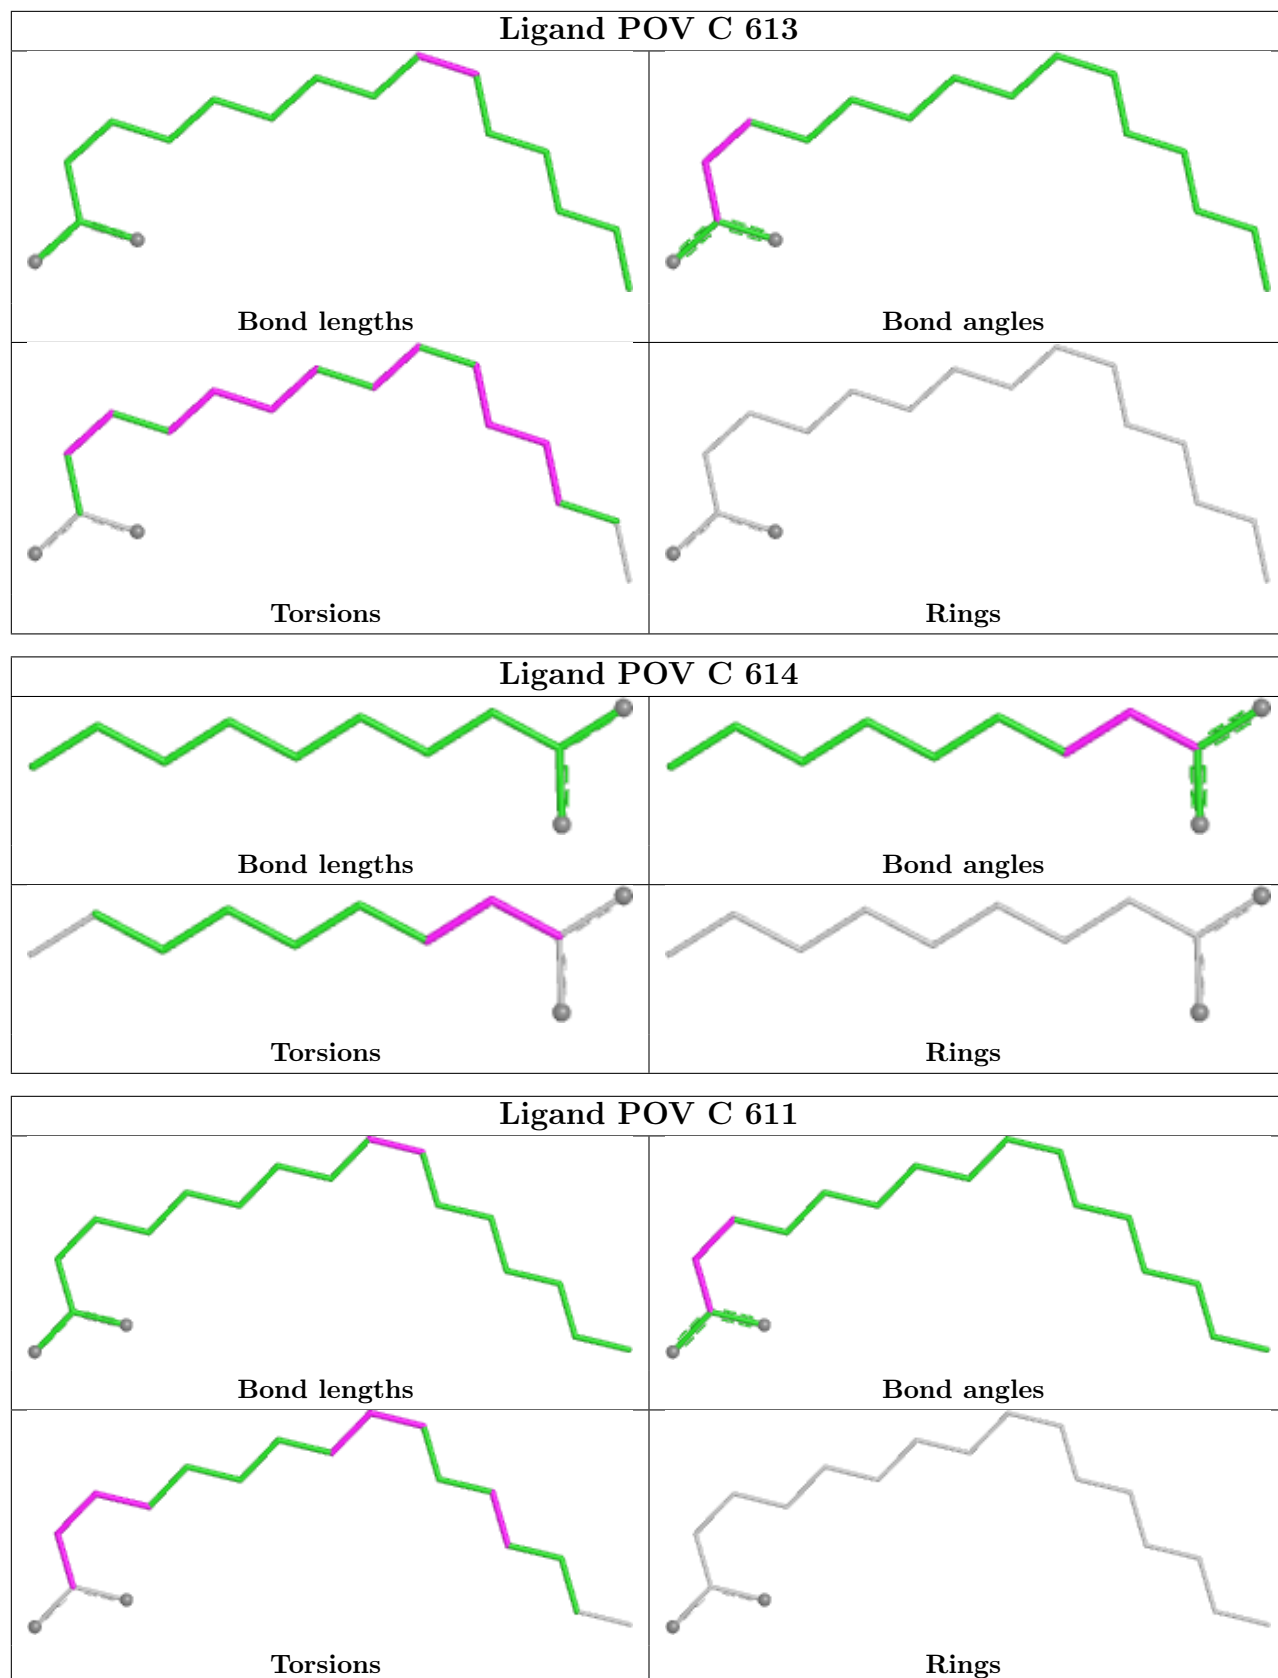 Ligand POV C 613
Bond lengths
Bond angles
Torsions
Rings
Ligand POV C 614
Bond lengths
Bond angles
Torsions
Rings
Ligand POV C 611
Bond lengths
Bond angles
Torsions
Rings